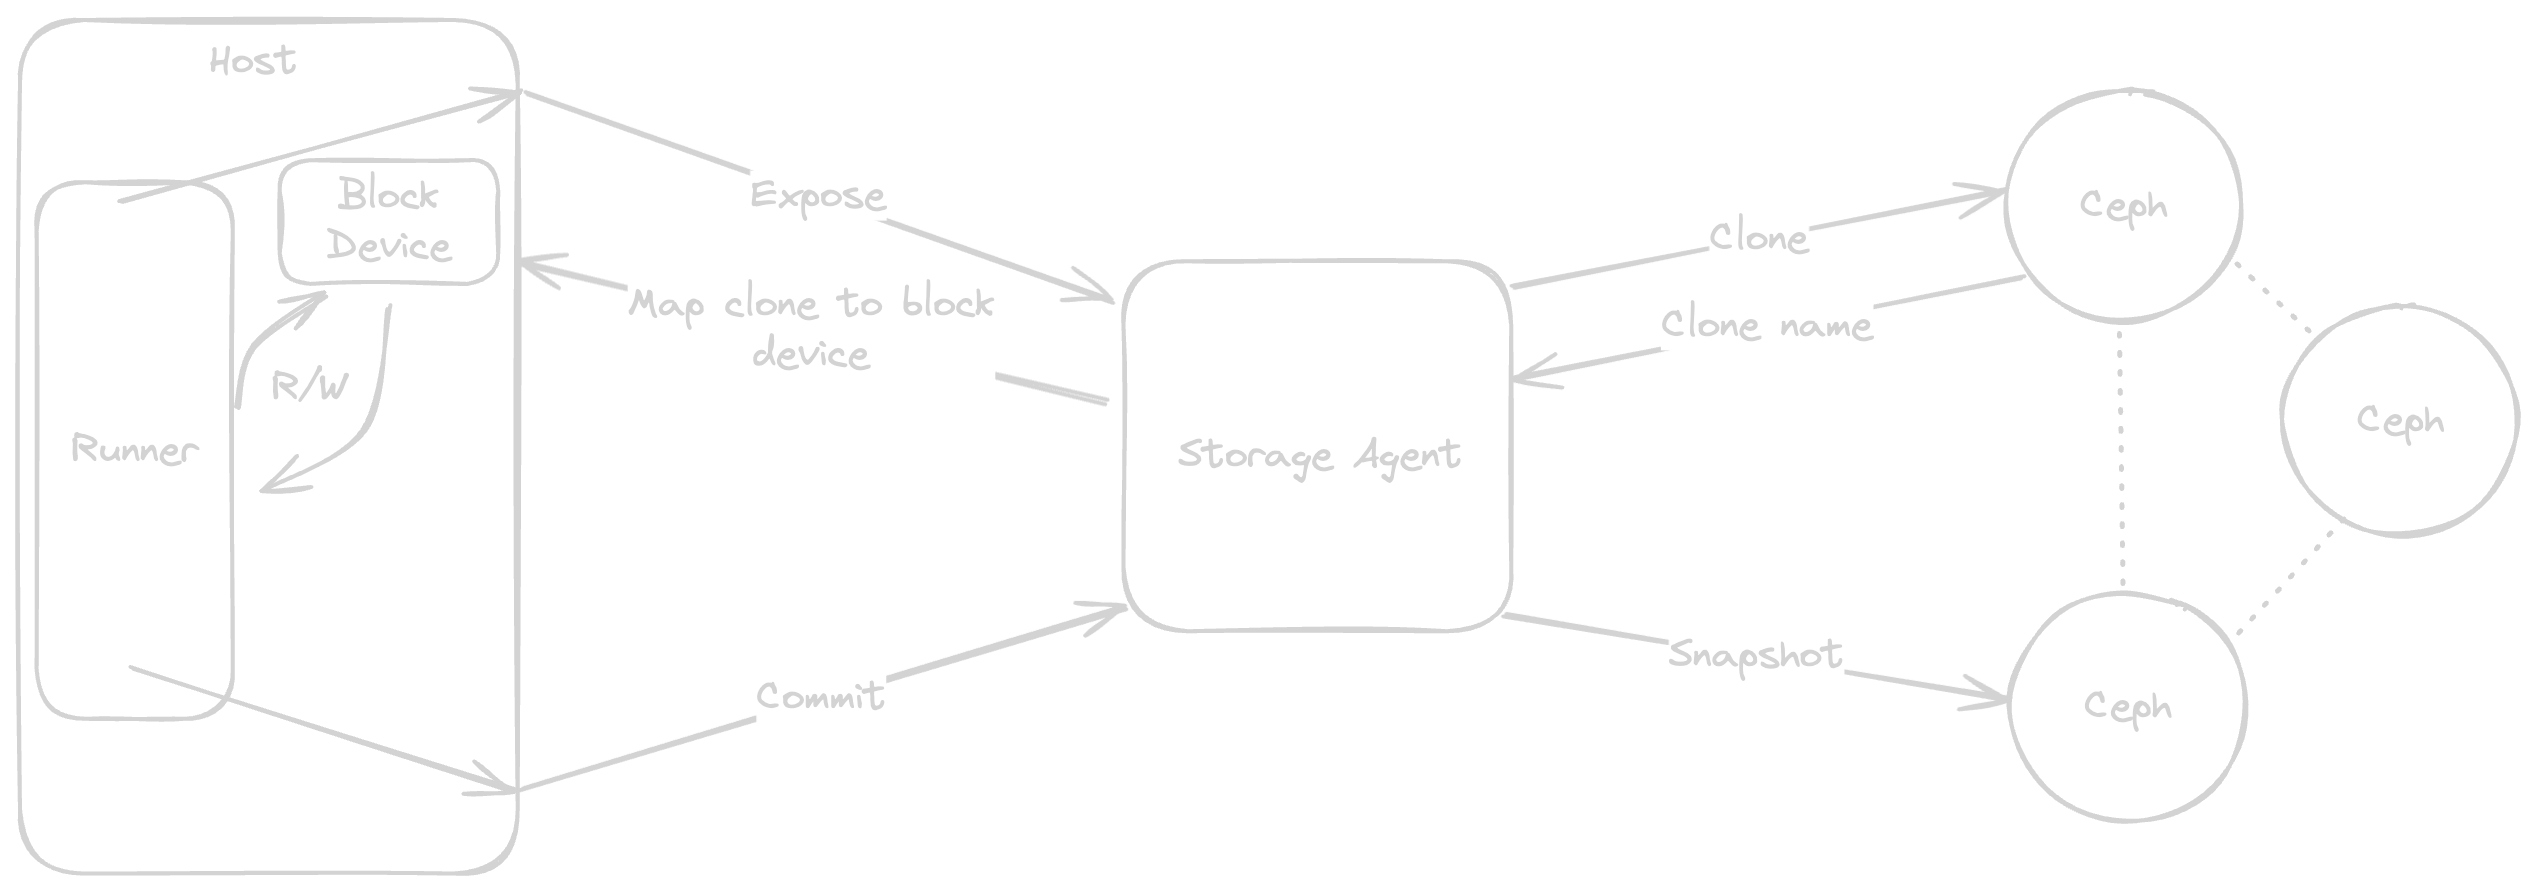 Host
Block
Device
R/W
Runner
Expose
Map clone to block
device
Commit
Storage Agent
Clone
Clone name
Snapshot
Ceph
Ceph
Ceph